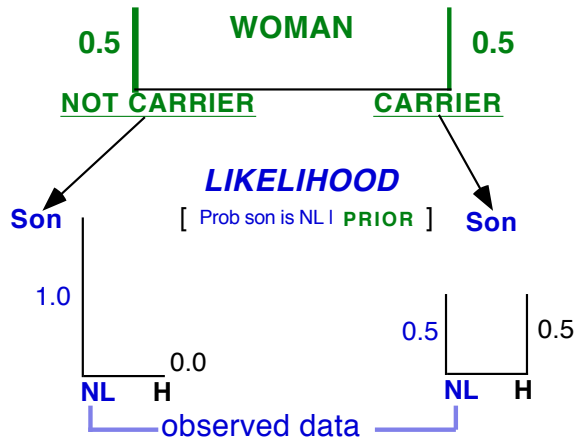 WOMAN
0.5 0.5
NOT CARRIER CARRIER
LIKELIHOOD
Son [ Prob son is NL | PRIOR ] Son
1.0 0.5 0.5
0.0
NL H NL H
observed data